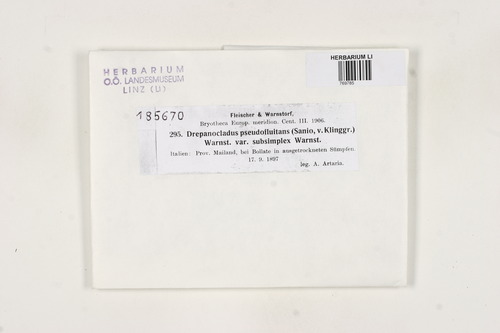 HERBARIUM
O.Ö. LANDESMUSEUM
LINZ (LI)
HERBARIUM LI
769785
185670
Fleischer & Warnstorf,
Bryotheca Europ. meridion. Cent. III. 1906.
295. Drepanocladus pseudofluitans (Sanio, v. Klinggr.)
Warnst. var. subsimplex Warnst.
Italien: Prov. Mailand, bei Bollate in ausgetrockneten Sümpfen.
17. 9. 1897
leg. A. Artaria.